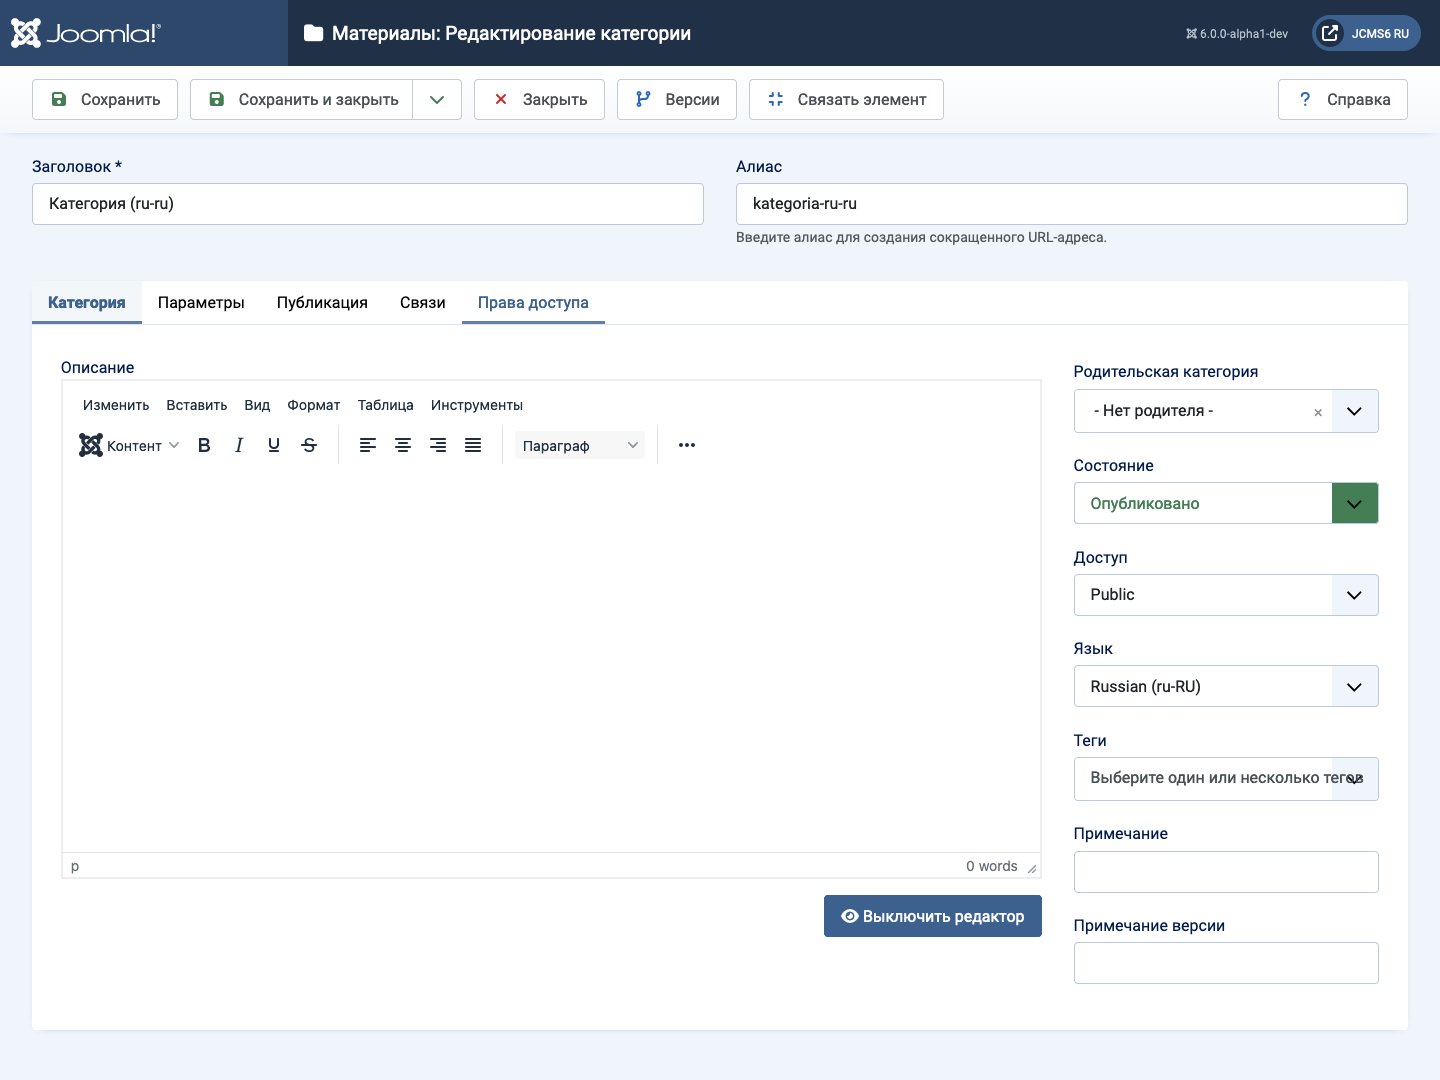 Joomla!®
Материалы: Редактирование категории
6.0.0-alpha1-dev
JCMS6 RU
Сохранить
Сохранить и закрыть
Закрыть
Версии
Связать элемент
? Справка
Заголовок *
Категория (ru-ru)
Алиас
kategoria-ru-ru
Введите алиас для создания сокращенного URL-адреса.
Категория
Параметры
Публикация
Связи
Права доступа
Описание
Изменить Вставить Вид Формат Таблица Инструменты
Контент B I U S Параграф
p
0 words
Выключить редактор
Родительская категория
- Нет родителя -
Состояние
Опубликовано
Доступ
Public
Язык
Russian (ru-RU)
Теги
Выберите один или несколько тегов
Примечание
Примечание версии